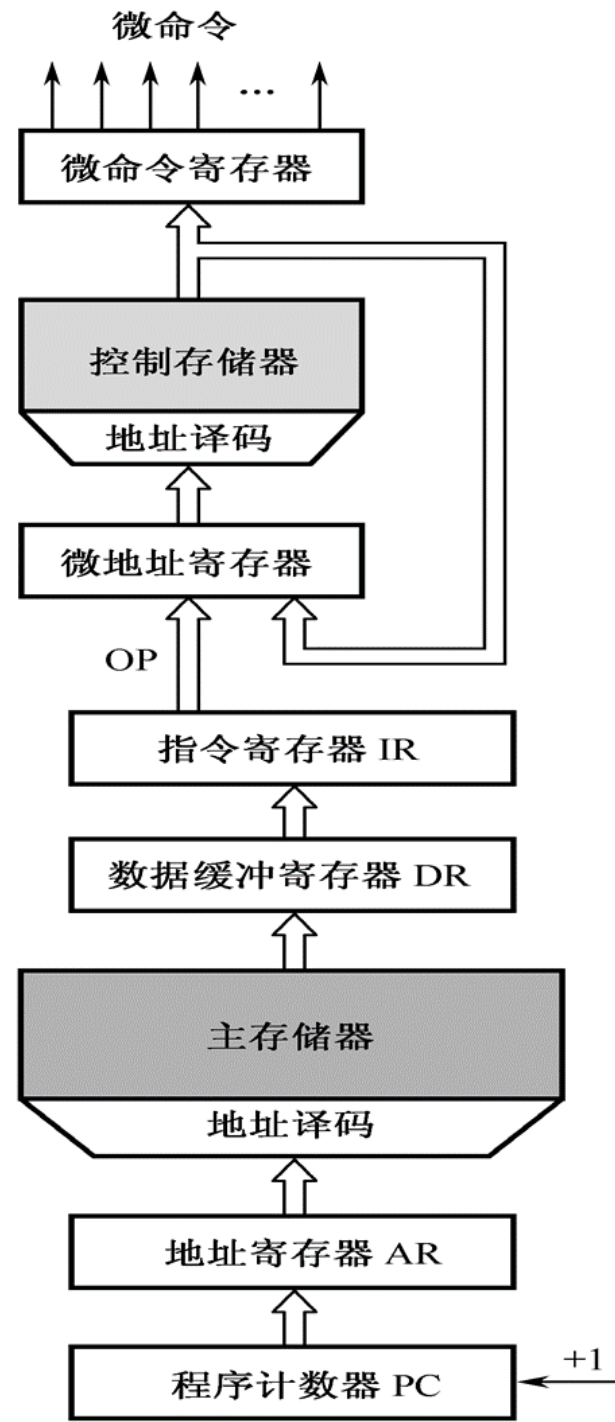 微命令
…
微命令寄存器
控制存储器
地址译码
微地址寄存器
OP
指令寄存器 IR
数据缓冲寄存器 DR
主存储器
地址译码
地址寄存器 AR
程序计数器 PC
+1